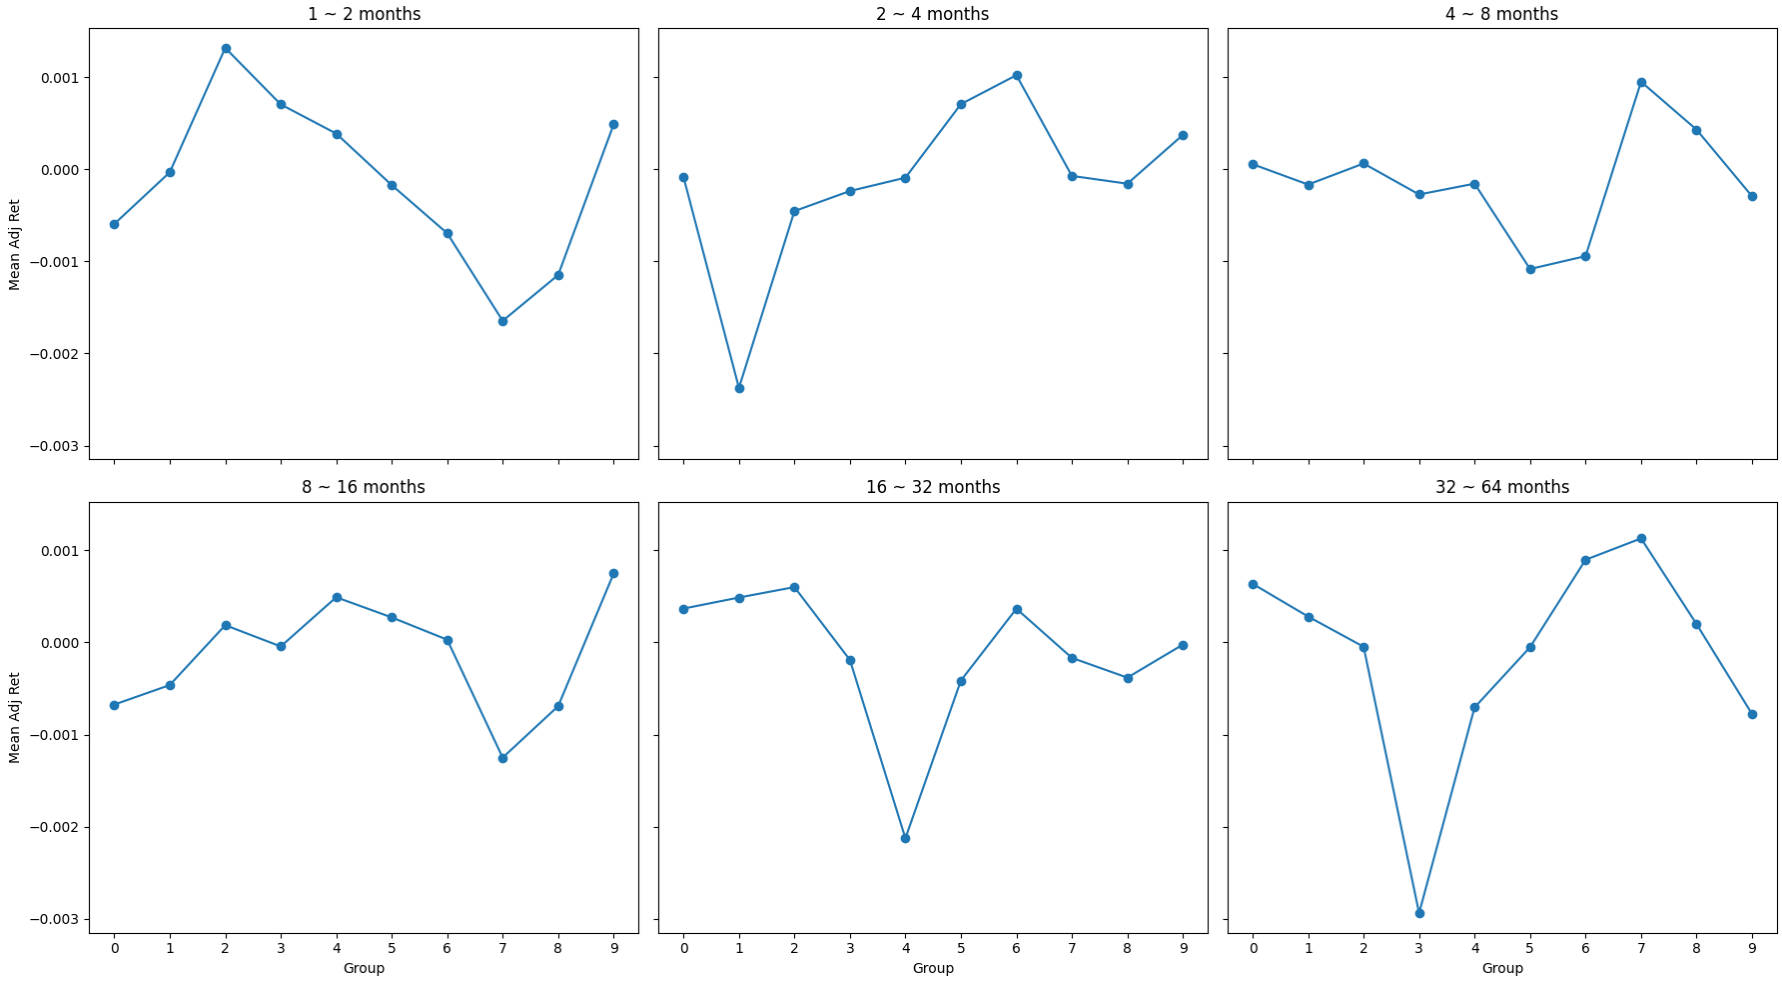 1 ~ 2 months
2 ~ 4 months
4 ~ 8 months
0.001
0.000
−0.001
−0.002
−0.003
Mean Adj Ret
8 ~ 16 months
16 ~ 32 months
32 ~ 64 months
0.001
0.000
−0.001
−0.002
−0.003
Mean Adj Ret
0 1 2 3 4 5 6 7 8 9
0 1 2 3 4 5 6 7 8 9
0 1 2 3 4 5 6 7 8 9
Group
Group
Group